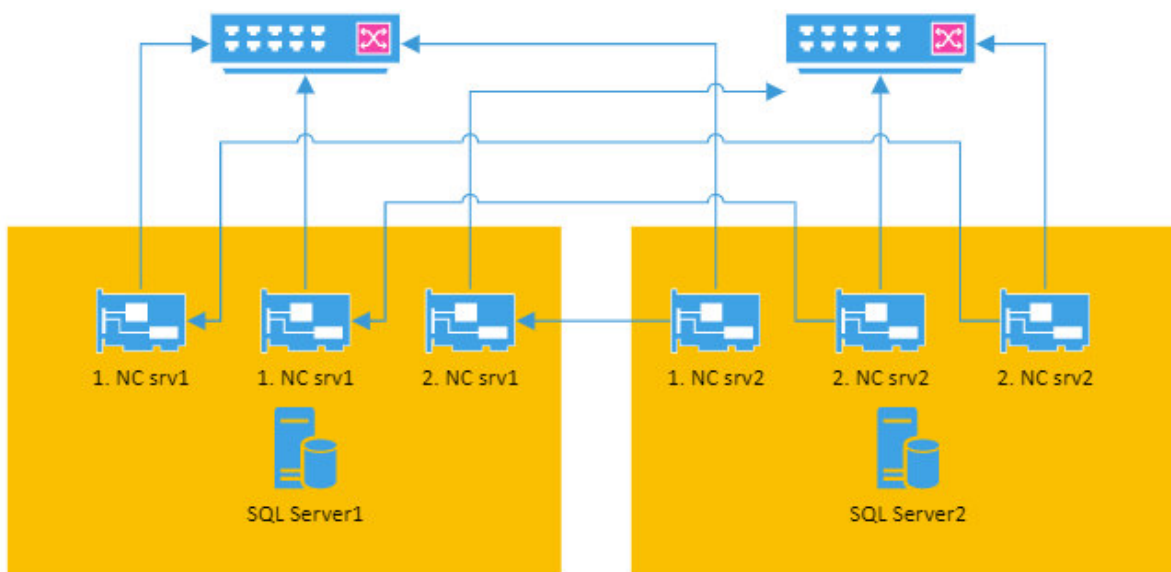 1. NC srv1
1. NC srv1
2. NC srv1
1. NC srv2
2. NC srv2
2. NC srv2
SQL Server1
SQL Server2